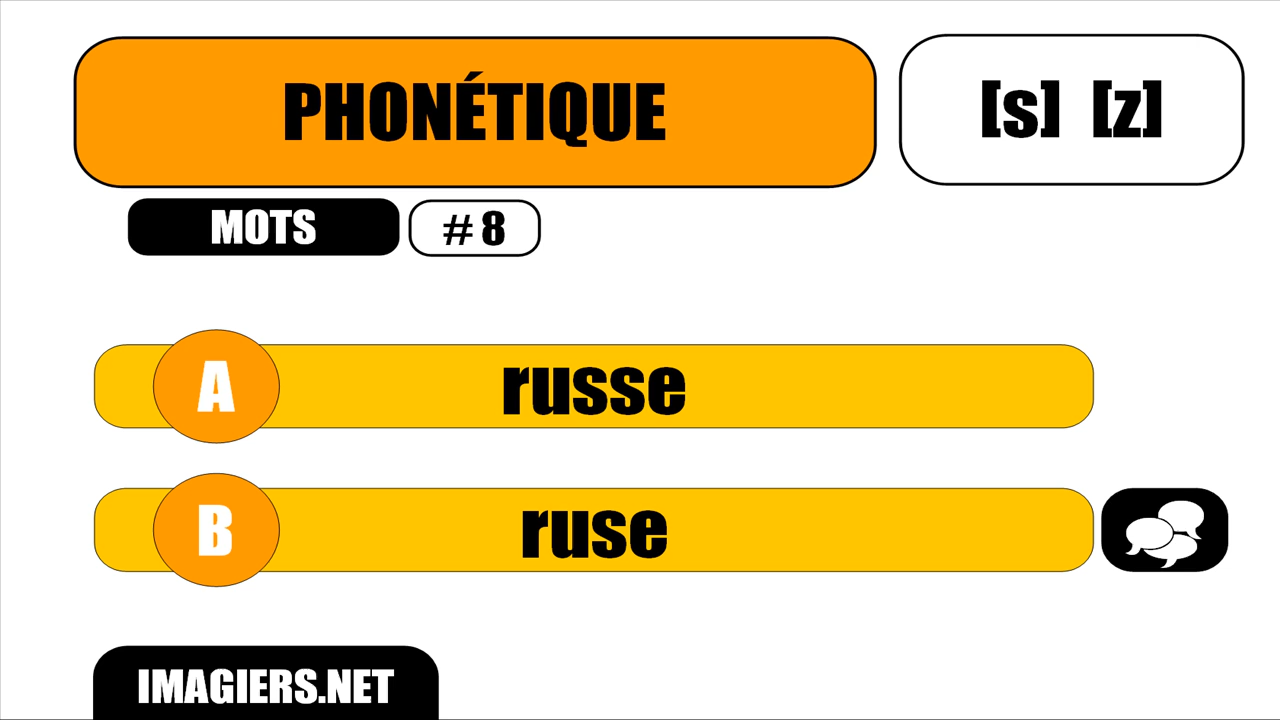 PHONÉTIQUE
[s] [z]
MOTS
# 8
A
russe
B
ruse
IMAGIERS.NET